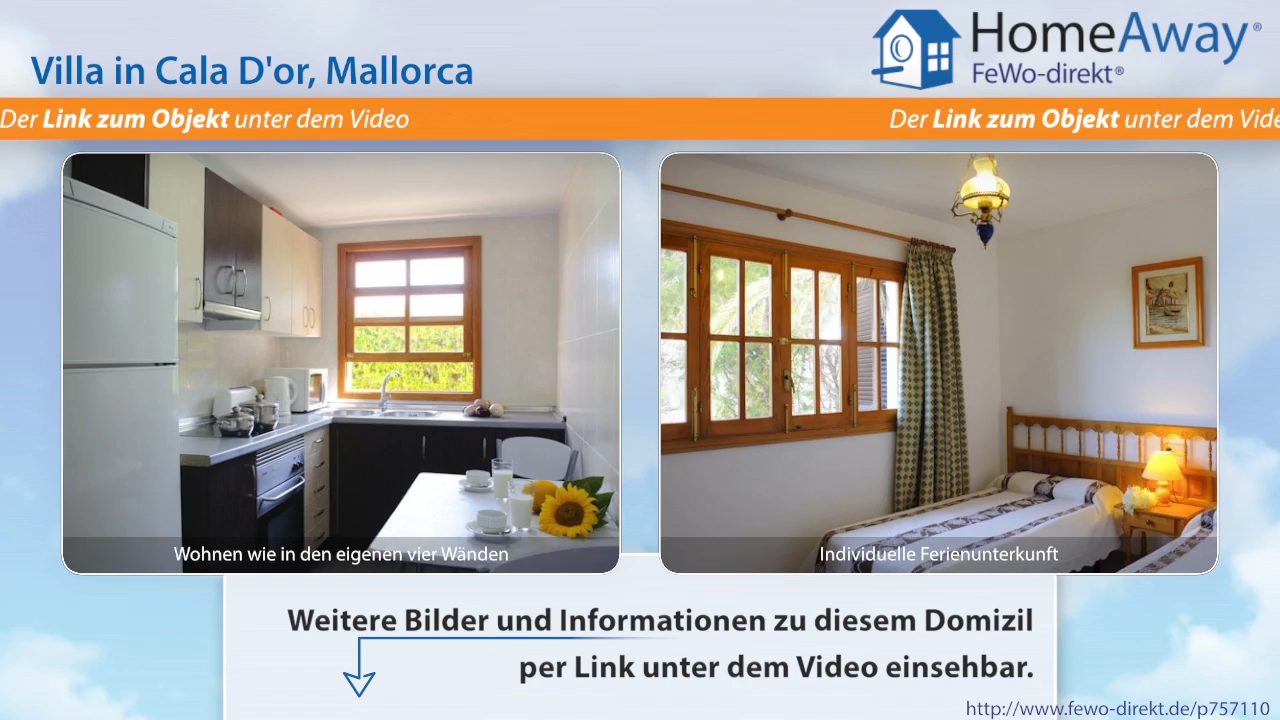 Villa in Cala D'or, Mallorca
HomeAway®
FeWo-direkt®
Der Link zum Objekt unter dem Video
Der Link zum Objekt unter dem Vide
Wohnen wie in den eigenen vier Wänden
Individuelle Ferienunterkunft
Weitere Bilder und Informationen zu diesem Domizil
per Link unter dem Video einsehbar.
http://www.fewo-direkt.de/p757110